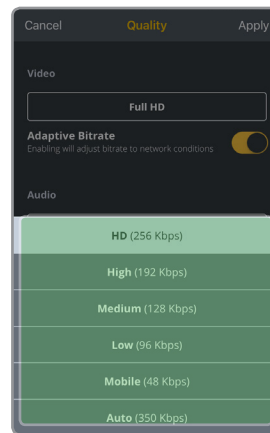 Cancel Quality Apply
Video
Full HD
Adaptive Bitrate
Enabling will adjust bitrate to network conditions
Audio
HD (256 Kbps)
High (192 Kbps)
Medium (128 Kbps)
Low (96 Kbps)
Mobile (48 Kbps)
Auto (350 Kbps)